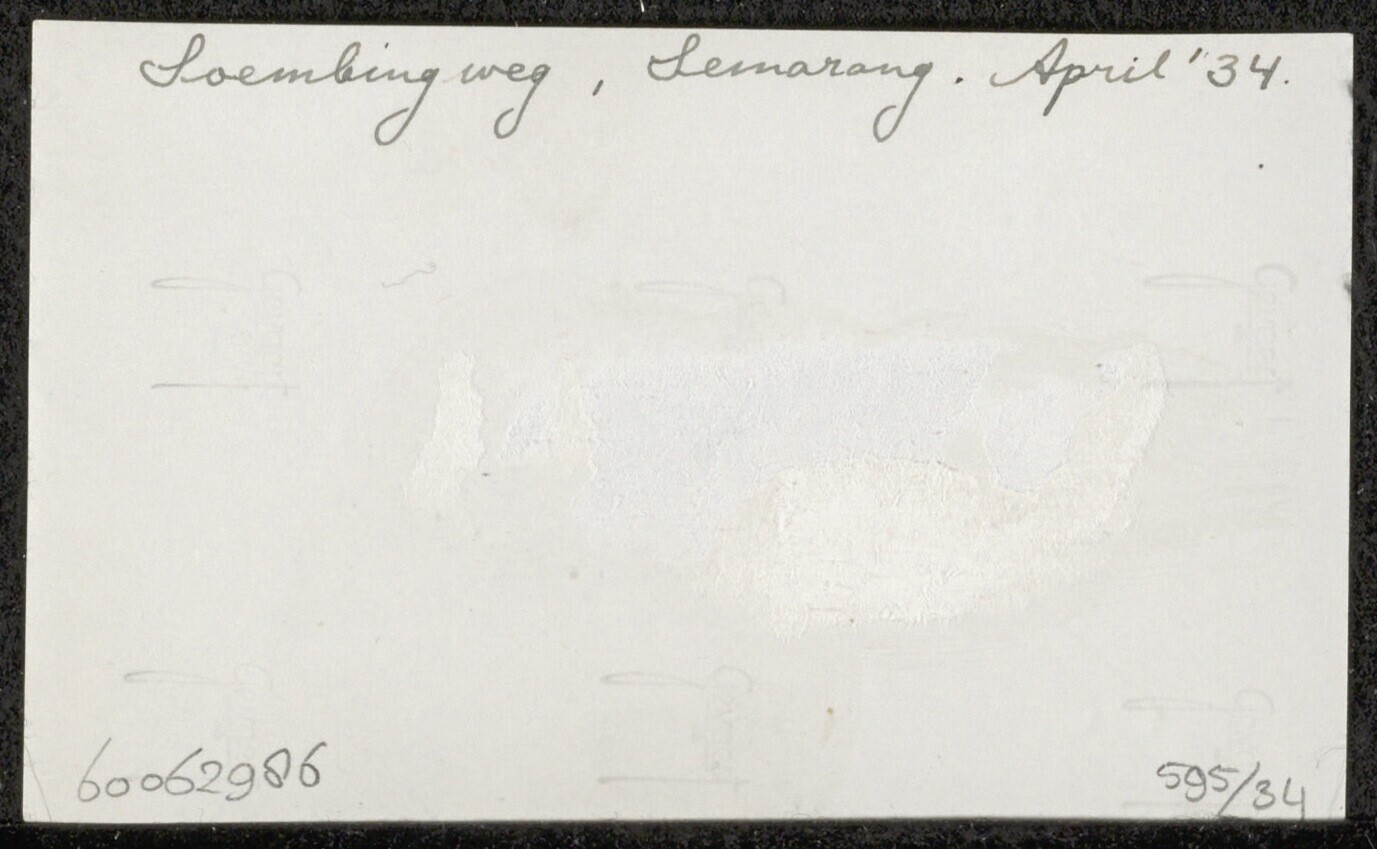 Soembingweg, Semarang. April '34.
60062986
595/34